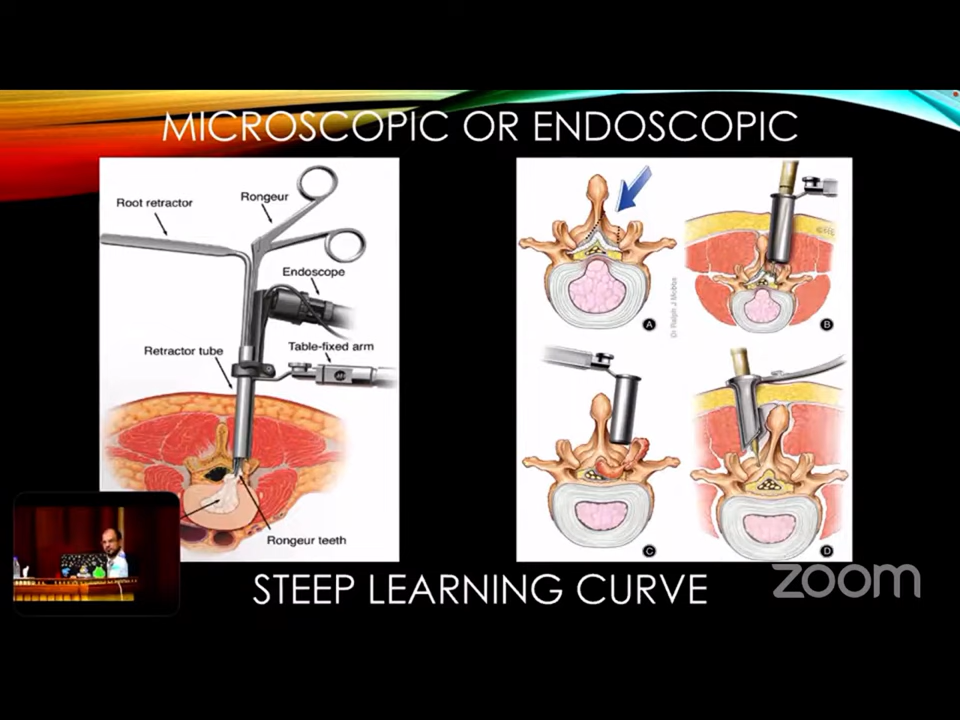 MICROSCOPIC OR ENDOSCOPIC
Root retractor
Rongeur
Endoscope
Retractor tube
Table-fixed arm
Rongeur teeth
A
B
C
D
STEEP LEARNING CURVE
zoom